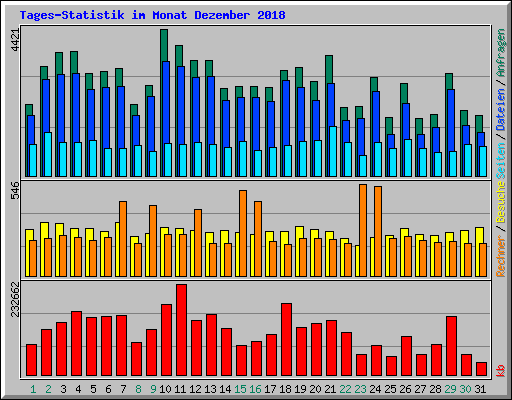 Tages-Statistik im Monat Dezember 2018
4421
546
232662
Rechner / Besuche Seiten / Dateien / Anfragen
kb
1 2 3 4 5 6 7 8 9 10 11 12 13 14 15 16 17 18 19 20 21 22 23 24 25 26 27 28 29 30 31